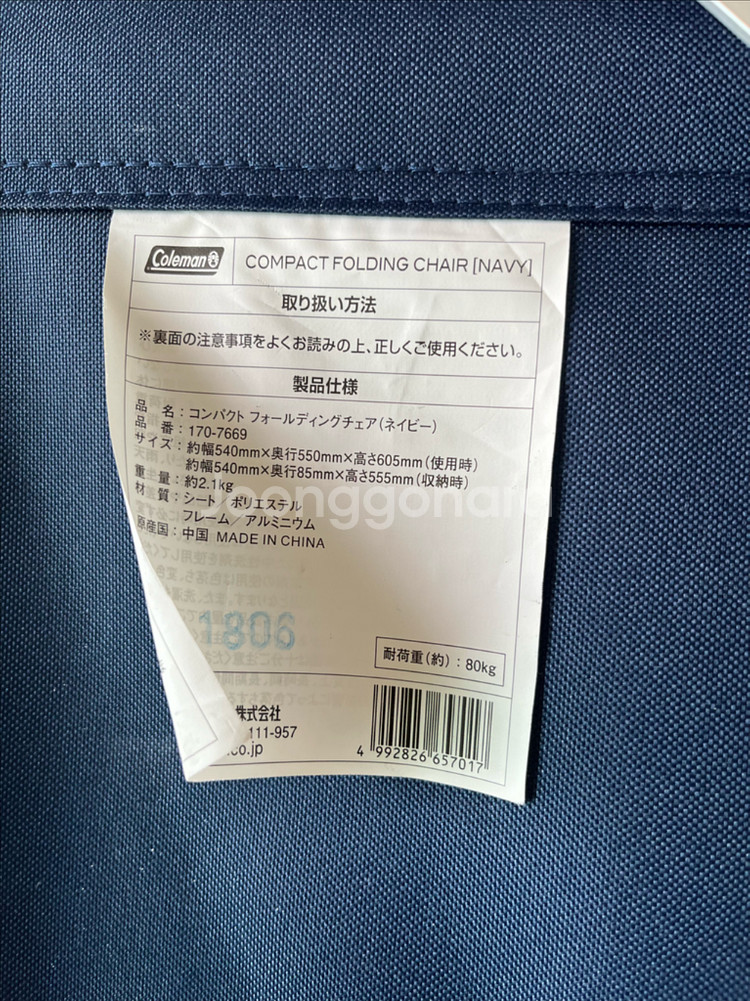 Coleman
COMPACT FOLDING CHAIR [NAVY]
取り扱い方法
※裏面の注意事項をよくお読みの上、正しくご使用ください。
製品仕様
品 名：コンパクト フォールディングチェア(ネイビー)
品 番：170-7669
サイズ：約幅540mm×奥行550mm×高さ605mm(使用時)
約幅540mm×奥行85mm×高さ555mm(収納時)
重 量：約2.1kg
材 質：シート／ポリエステル
フレーム／アルミニウム
原産国：中国 MADE IN CHINA
Joonggonara
1806
耐荷重(約)：80kg
株式会社
111-957
.co.jp
4 992826 657017